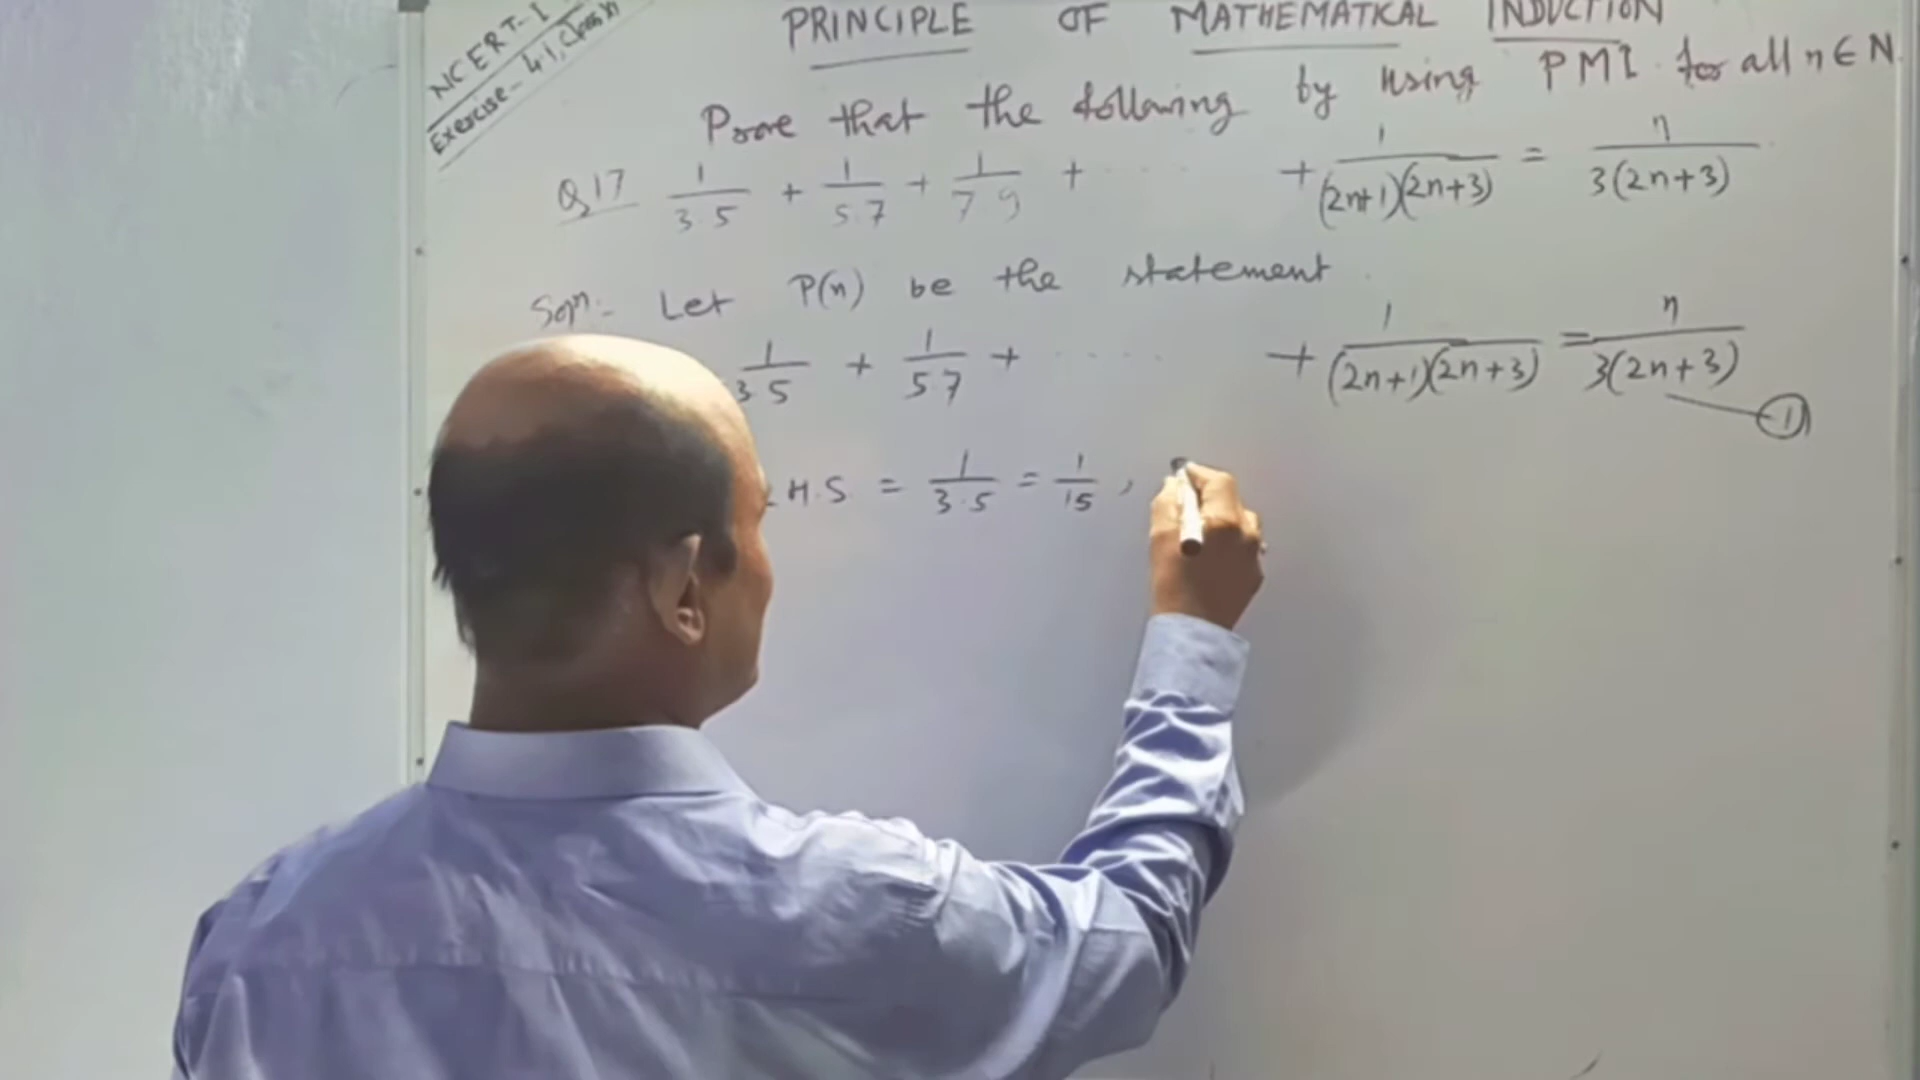 NCERT-I
Exercise- 4.1, Class XI
PRINCIPLE OF MATHEMATICAL INDUCTION
Prove that the following by using PMI for all n ∈ N
Q17 1/3.5 + 1/5.7 + 1/7.9 + ...... + 1/(2n+1)(2n+3) = n/3(2n+3)
Soln:- Let P(n) be the statement
1/3.5 + 1/5.7 + ...... + 1/(2n+1)(2n+3) = n/3(2n+3) 1
L.H.S = 1/3.5 = 1/15 ,